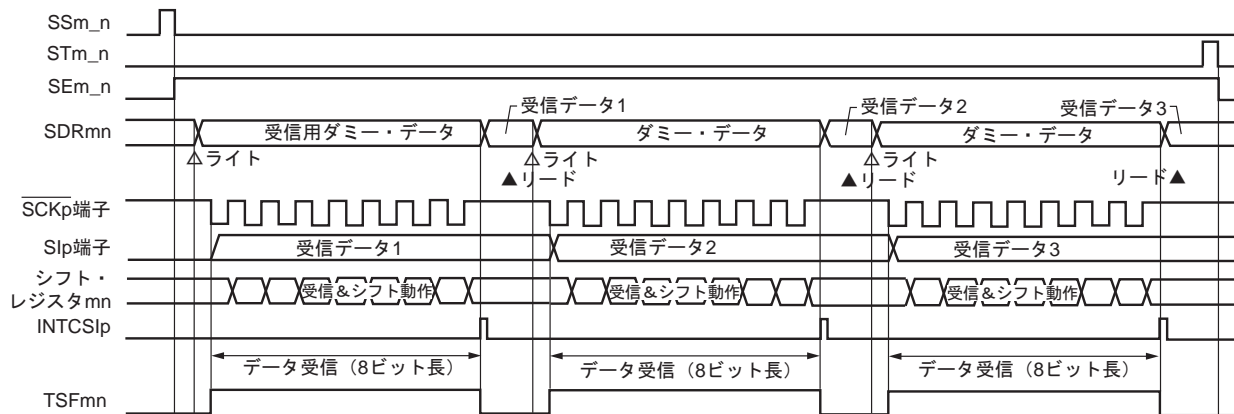 SSm_n
STm_n
SEm_n
受信データ1 受信データ2 受信データ3
SDRmn 受信用ダミー・データ ダミー・データ ダミー・データ
△ライト △ライト △ライト
▲リード ▲リード リード▲
SCKp端子
SIp端子 受信データ1 受信データ2 受信データ3
シフト・
レジスタmn 受信&シフト動作 受信&シフト動作 受信&シフト動作
INTCSIp
データ受信（8ビット長） データ受信（8ビット長） データ受信（8ビット長）
TSFmn